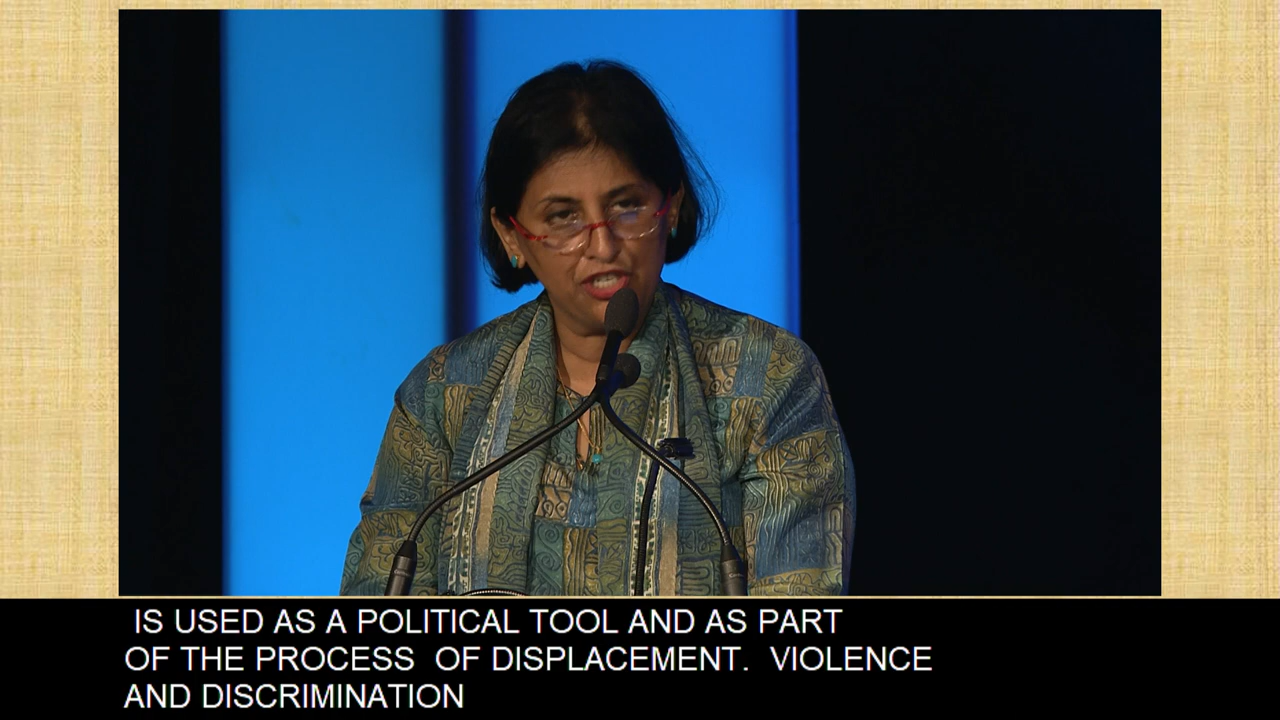 IS USED AS A POLITICAL TOOL AND AS PART
OF THE PROCESS OF DISPLACEMENT. VIOLENCE
AND DISCRIMINATION